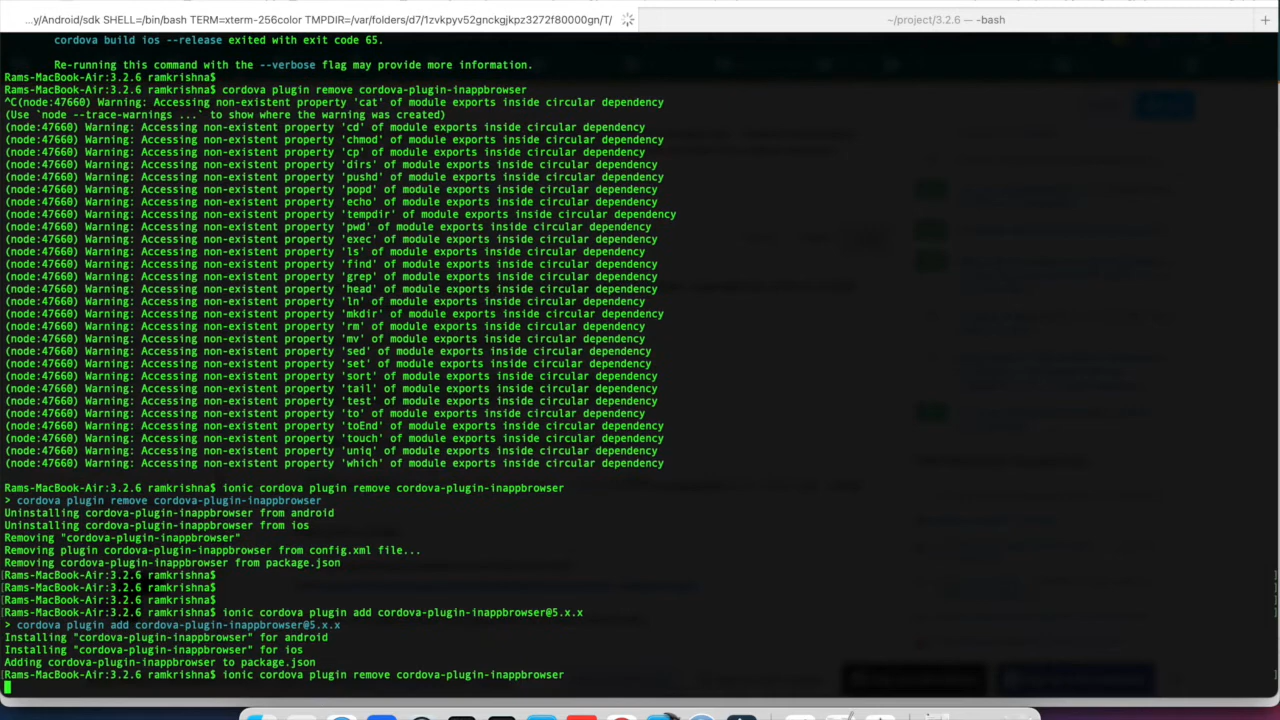 ...y/Android/sdk SHELL=/bin/bash TERM=xterm-256color TMPDIR=/var/folders/d7/1zvkpyv52gnckgjkpz3272f80000gn/T/
~/project/3.2.6 — -bash
+
cordova build ios --release exited with exit code 65.
Re-running this command with the --verbose flag may provide more information.
Rams-MacBook-Air:3.2.6 ramkrishna$
Rams-MacBook-Air:3.2.6 ramkrishna$ cordova plugin remove cordova-plugin-inappbrowser
^C(node:47660) Warning: Accessing non-existent property 'cat' of module exports inside circular dependency
(Use `node --trace-warnings ...` to show where the warning was created)
(node:47660) Warning: Accessing non-existent property 'cd' of module exports inside circular dependency
(node:47660) Warning: Accessing non-existent property 'chmod' of module exports inside circular dependency
(node:47660) Warning: Accessing non-existent property 'cp' of module exports inside circular dependency
(node:47660) Warning: Accessing non-existent property 'dirs' of module exports inside circular dependency
(node:47660) Warning: Accessing non-existent property 'pushd' of module exports inside circular dependency
(node:47660) Warning: Accessing non-existent property 'popd' of module exports inside circular dependency
(node:47660) Warning: Accessing non-existent property 'echo' of module exports inside circular dependency
(node:47660) Warning: Accessing non-existent property 'tempdir' of module exports inside circular dependency
(node:47660) Warning: Accessing non-existent property 'pwd' of module exports inside circular dependency
(node:47660) Warning: Accessing non-existent property 'exec' of module exports inside circular dependency
(node:47660) Warning: Accessing non-existent property 'ls' of module exports inside circular dependency
(node:47660) Warning: Accessing non-existent property 'find' of module exports inside circular dependency
(node:47660) Warning: Accessing non-existent property 'grep' of module exports inside circular dependency
(node:47660) Warning: Accessing non-existent property 'head' of module exports inside circular dependency
(node:47660) Warning: Accessing non-existent property 'ln' of module exports inside circular dependency
(node:47660) Warning: Accessing non-existent property 'mkdir' of module exports inside circular dependency
(node:47660) Warning: Accessing non-existent property 'rm' of module exports inside circular dependency
(node:47660) Warning: Accessing non-existent property 'mv' of module exports inside circular dependency
(node:47660) Warning: Accessing non-existent property 'sed' of module exports inside circular dependency
(node:47660) Warning: Accessing non-existent property 'set' of module exports inside circular dependency
(node:47660) Warning: Accessing non-existent property 'sort' of module exports inside circular dependency
(node:47660) Warning: Accessing non-existent property 'tail' of module exports inside circular dependency
(node:47660) Warning: Accessing non-existent property 'test' of module exports inside circular dependency
(node:47660) Warning: Accessing non-existent property 'to' of module exports inside circular dependency
(node:47660) Warning: Accessing non-existent property 'toEnd' of module exports inside circular dependency
(node:47660) Warning: Accessing non-existent property 'touch' of module exports inside circular dependency
(node:47660) Warning: Accessing non-existent property 'uniq' of module exports inside circular dependency
(node:47660) Warning: Accessing non-existent property 'which' of module exports inside circular dependency
Rams-MacBook-Air:3.2.6 ramkrishna$ ionic cordova plugin remove cordova-plugin-inappbrowser
> cordova plugin remove cordova-plugin-inappbrowser
Uninstalling cordova-plugin-inappbrowser from android
Uninstalling cordova-plugin-inappbrowser from ios
Removing "cordova-plugin-inappbrowser"
Removing plugin cordova-plugin-inappbrowser from config.xml file...
Removing cordova-plugin-inappbrowser from package.json
[Rams-MacBook-Air:3.2.6 ramkrishna$ ]
[Rams-MacBook-Air:3.2.6 ramkrishna$ ]
[Rams-MacBook-Air:3.2.6 ramkrishna$ ]
[Rams-MacBook-Air:3.2.6 ramkrishna$ ionic cordova plugin add cordova-plugin-inappbrowser@5.x.x ]
> cordova plugin add cordova-plugin-inappbrowser@5.x.x
Installing "cordova-plugin-inappbrowser" for android
Installing "cordova-plugin-inappbrowser" for ios
Adding cordova-plugin-inappbrowser to package.json
[Rams-MacBook-Air:3.2.6 ramkrishna$ ionic cordova plugin remove cordova-plugin-inappbrowser ]